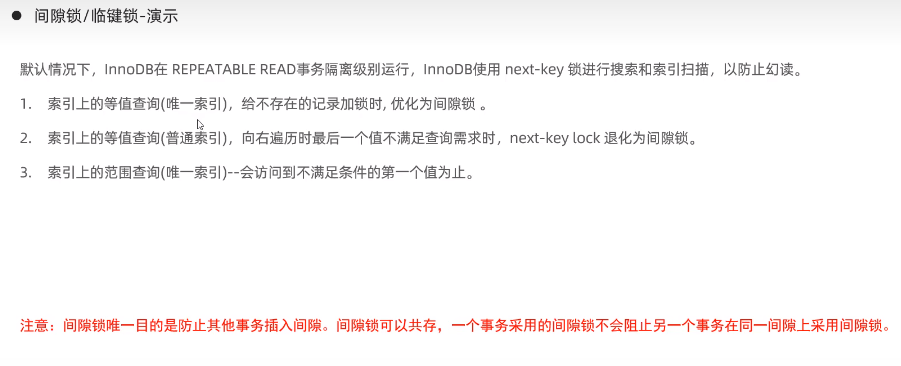 ● 间隙锁/临键锁-演示
默认情况下，InnoDB在 REPEATABLE READ事务隔离级别运行，InnoDB使用 next-key 锁进行搜索和索引扫描，以防止幻读。
1. 索引上的等值查询(唯一索引)，给不存在的记录加锁时, 优化为间隙锁 。
2. 索引上的等值查询(普通索引)，向右遍历时最后一个值不满足查询需求时，next-key lock 退化为间隙锁。
3. 索引上的范围查询(唯一索引)--会访问到不满足条件的第一个值为止。
注意：间隙锁唯一目的是防止其他事务插入间隙。间隙锁可以共存，一个事务采用的间隙锁不会阻止另一个事务在同一间隙上采用间隙锁。